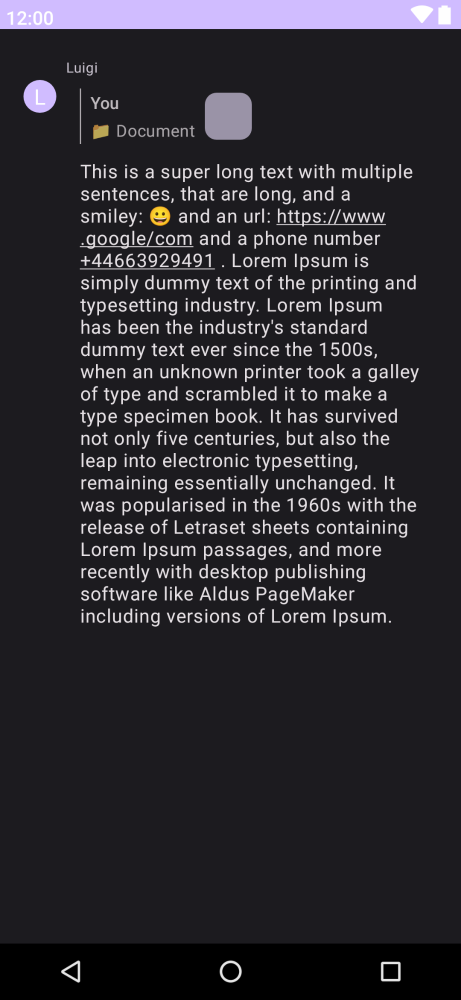 12:00
Luigi
L
You
📁 Document
This is a super long text with multiple
sentences, that are long, and a
smiley: 😀 and an url: https://www
.google/com and a phone number
+44663929491 . Lorem Ipsum is
simply dummy text of the printing and
typesetting industry. Lorem Ipsum
has been the industry's standard
dummy text ever since the 1500s,
when an unknown printer took a galley
of type and scrambled it to make a
type specimen book. It has survived
not only five centuries, but also the
leap into electronic typesetting,
remaining essentially unchanged. It
was popularised in the 1960s with the
release of Letraset sheets containing
Lorem Ipsum passages, and more
recently with desktop publishing
software like Aldus PageMaker
including versions of Lorem Ipsum.